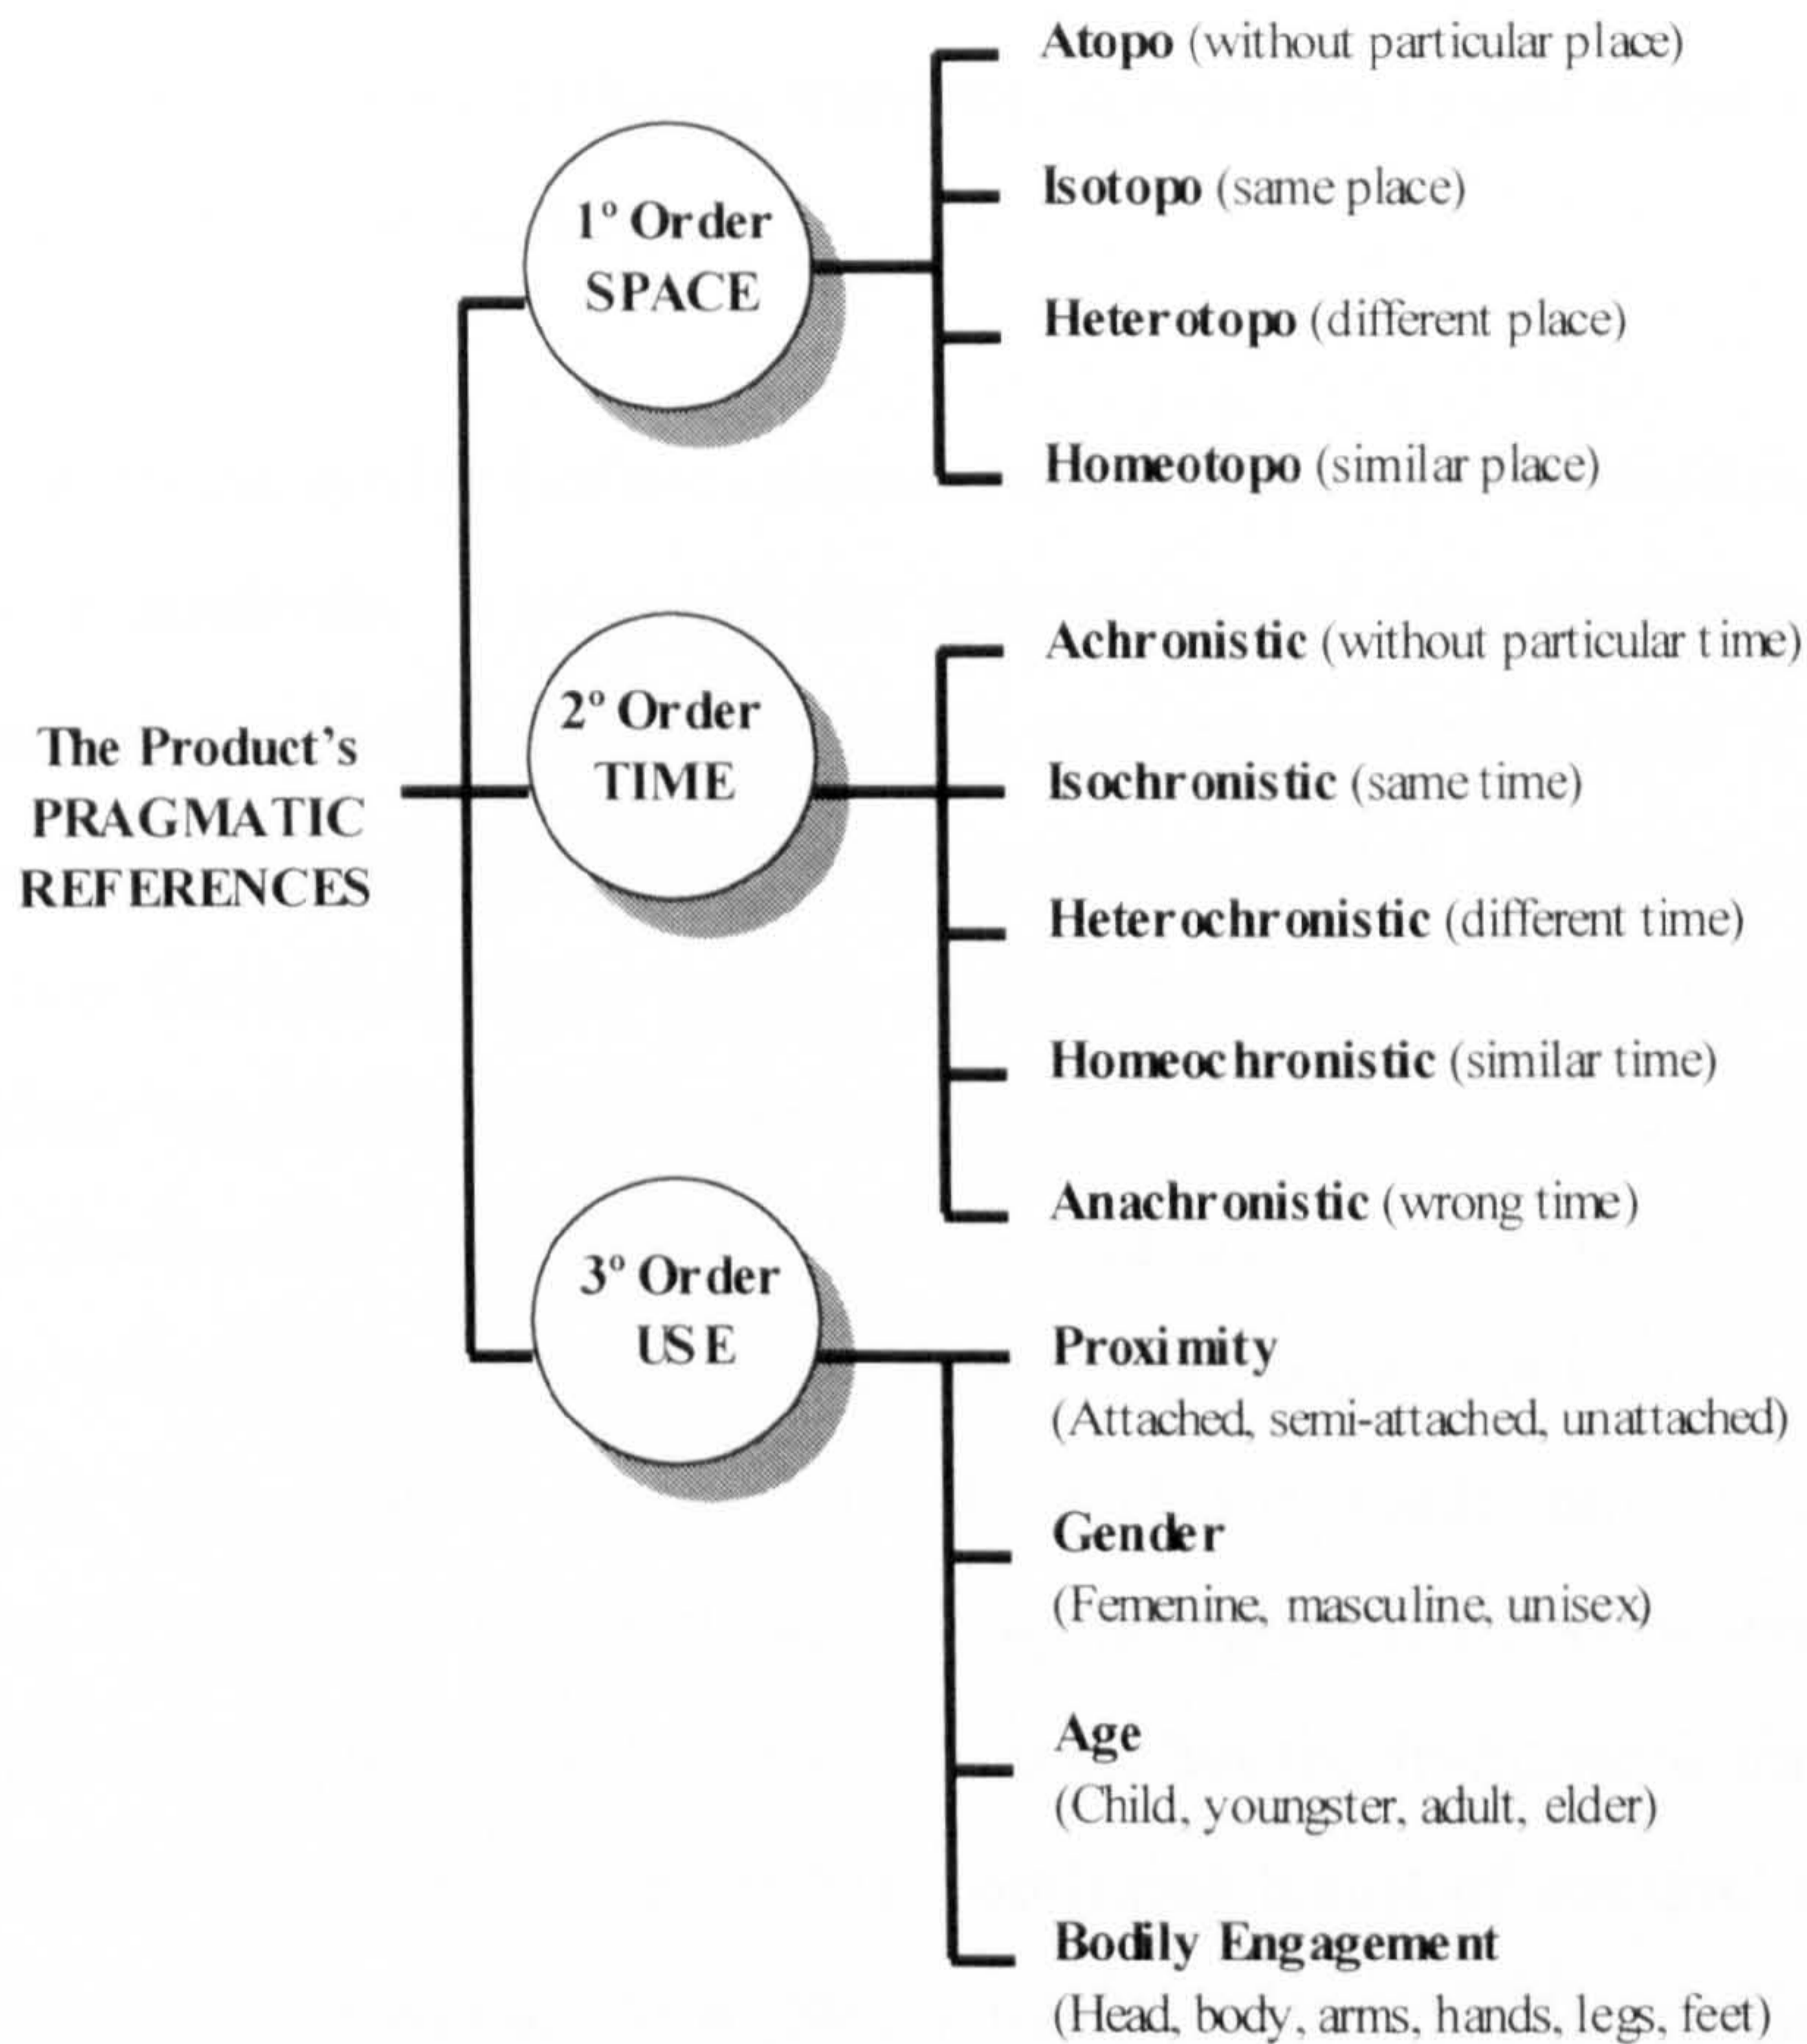 The Product's
PRAGMATIC
REFERENCES
1º Order
SPACE
Atopo (without particular place)
Isotopo (same place)
Heterotopo (different place)
Homeotopo (similar place)
2º Order
TIME
Achronistic (without particular time)
Isochronistic (same time)
Heterochronistic (different time)
Homeochronistic (similar time)
Anachronistic (wrong time)
3º Order
USE
Proximity
(Attached, semi-attached, unattached)
Gender
(Femenine, masculine, unisex)
Age
(Child, youngster, adult, elder)
Bodily Engagement
(Head, body, arms, hands, legs, feet)